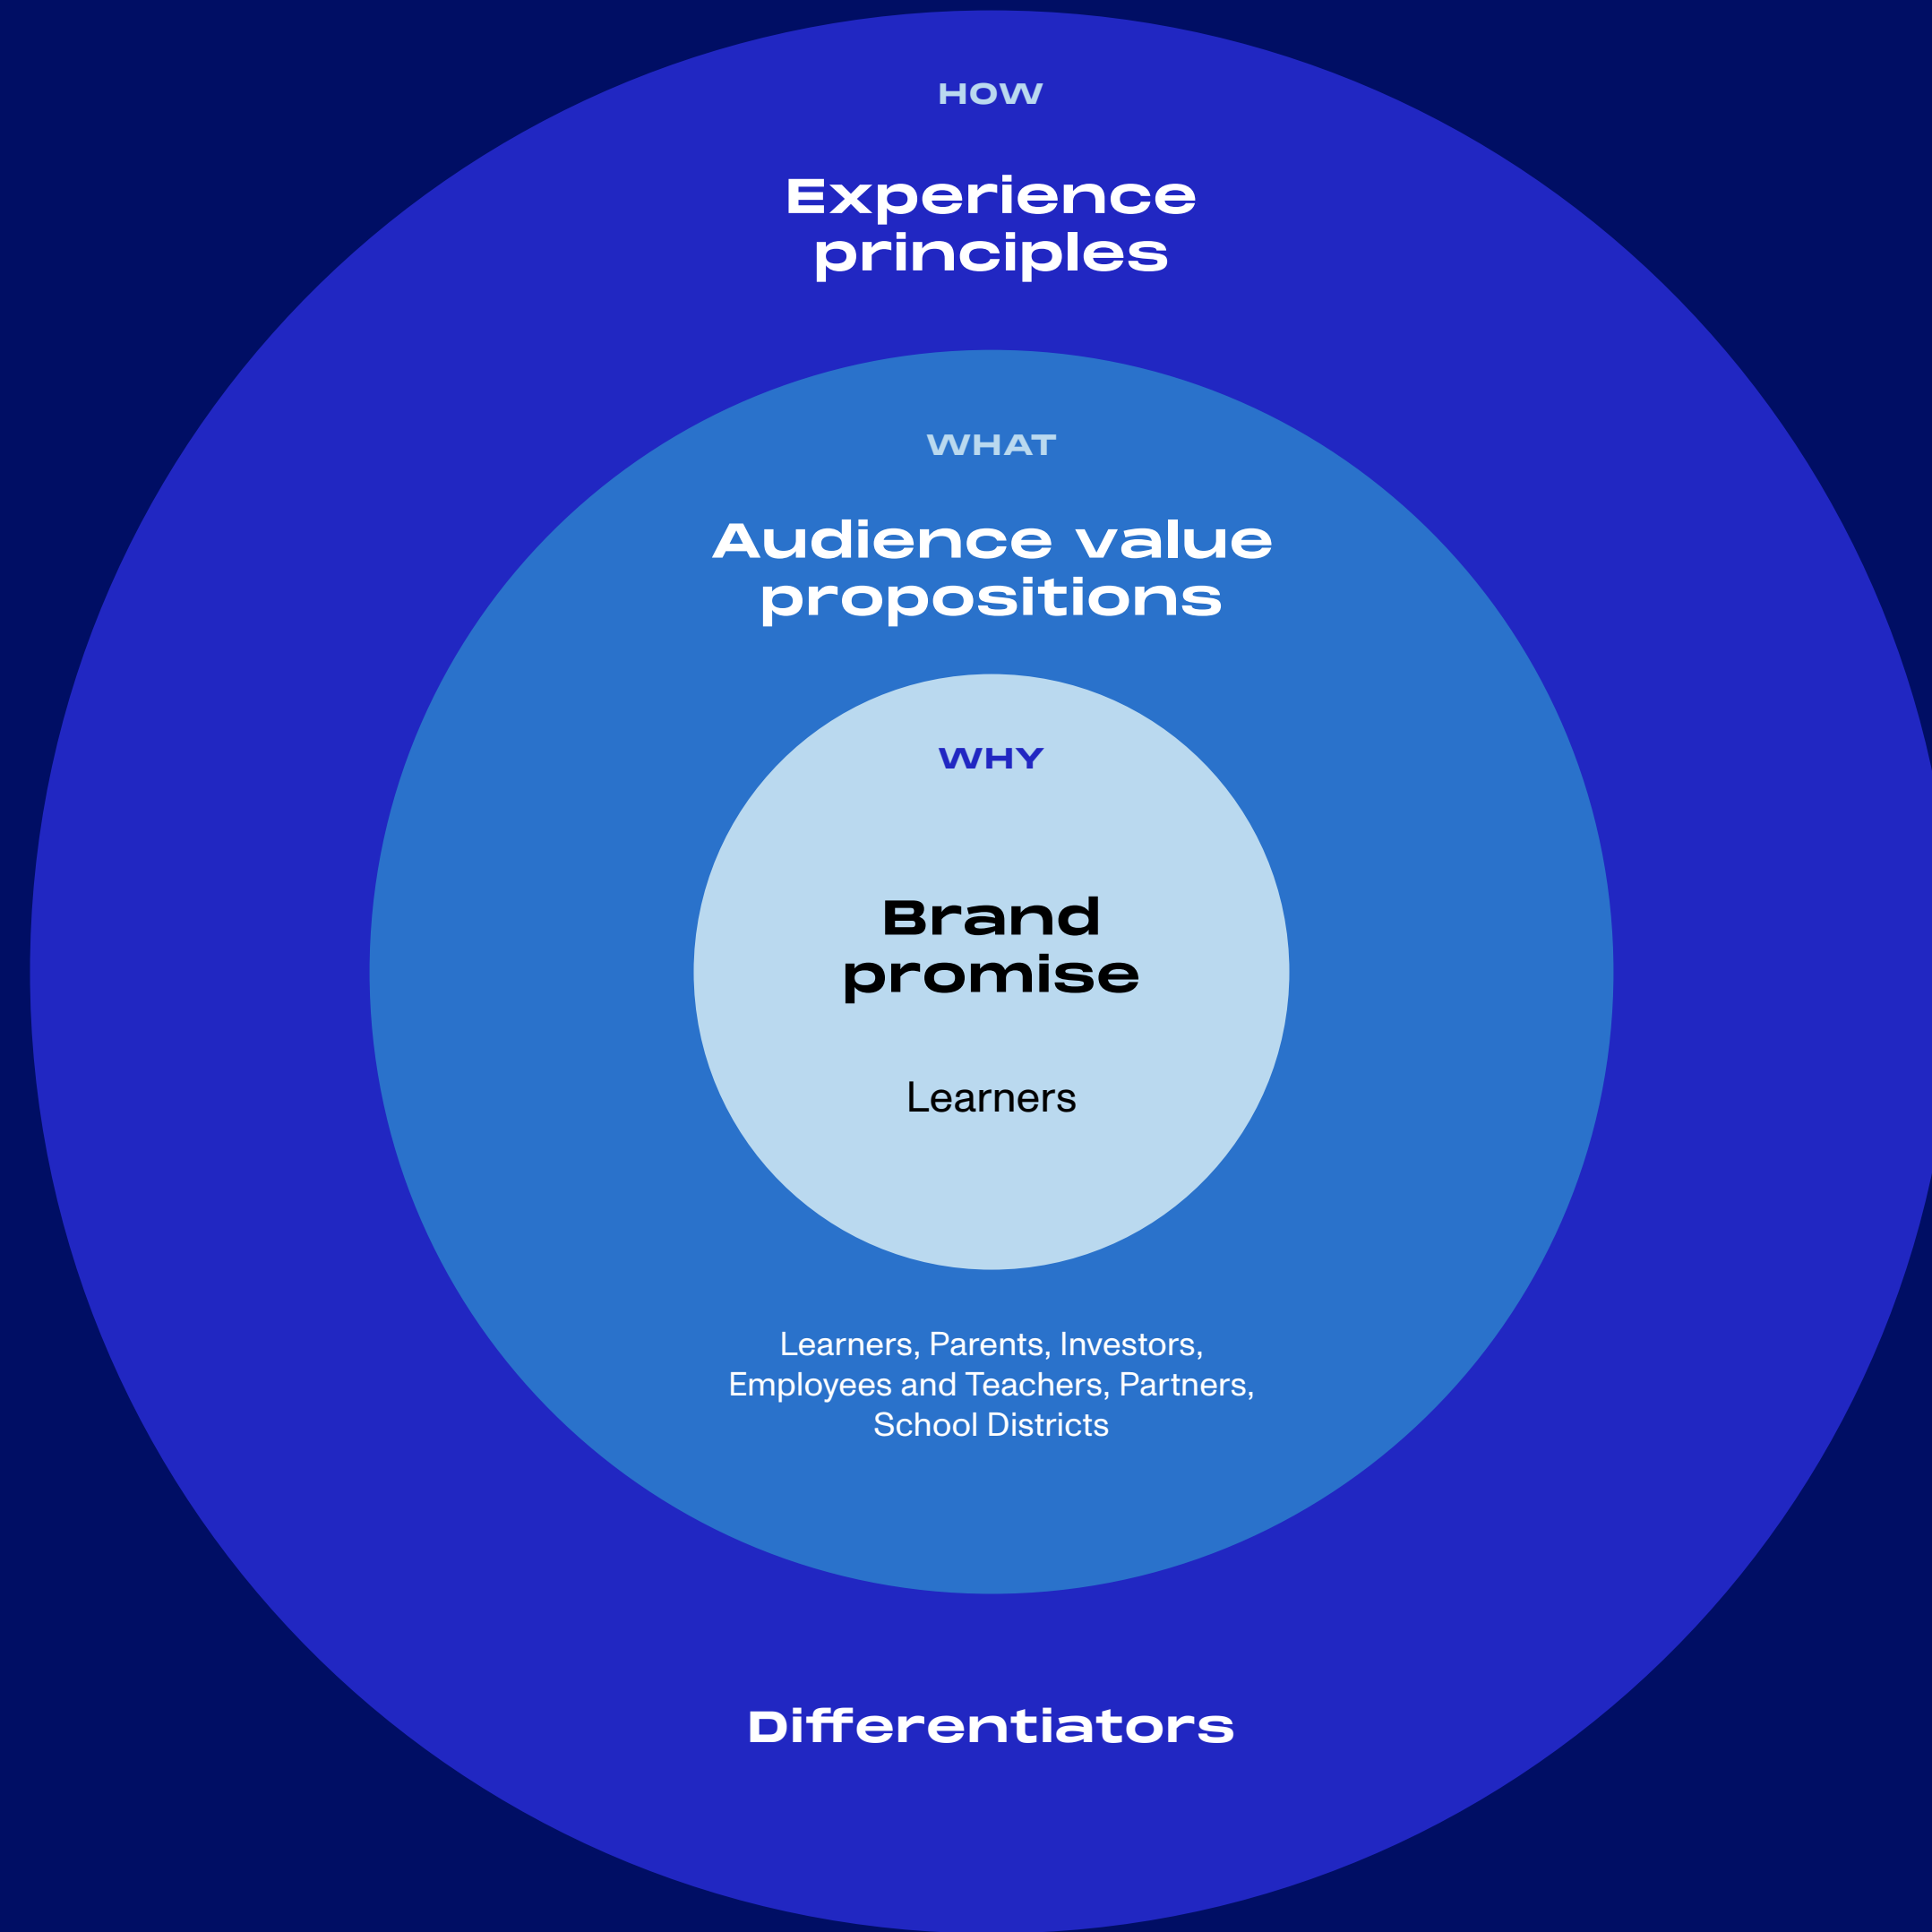 HOW
Experience
principles
WHAT
Audience value
propositions
WHY
Brand
promise
Learners
Learners, Parents, Investors,
Employees and Teachers, Partners,
School Districts
Differentiators